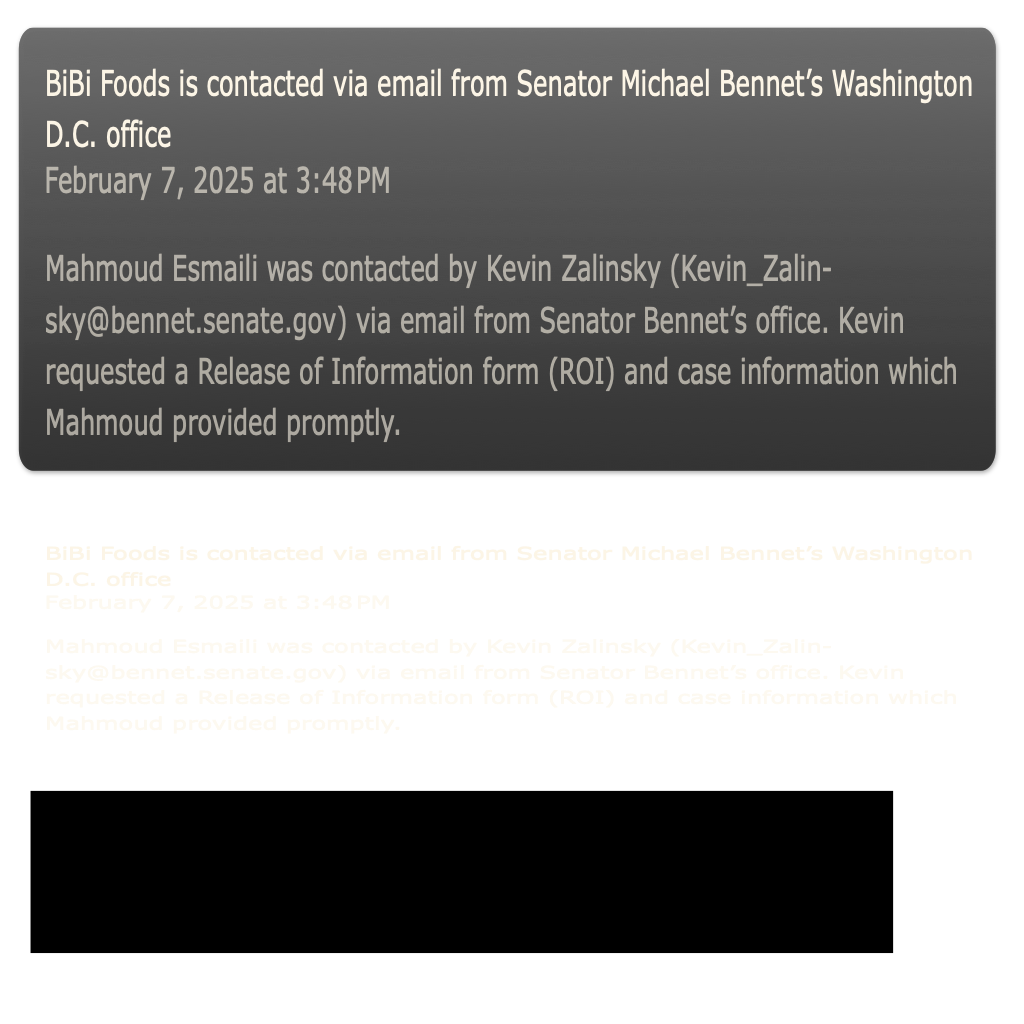 BiBi Foods is contacted via email from Senator Michael Bennet’s Washington
D.C. office
February 7, 2025 at 3:48 PM
Mahmoud Esmaili was contacted by Kevin Zalinsky (Kevin_Zalin-
sky@bennet.senate.gov) via email from Senator Bennet’s office. Kevin
requested a Release of Information form (ROI) and case information which
Mahmoud provided promptly.
BiBi Foods is contacted via email from Senator Michael Bennet’s Washington
D.C. office
February 7, 2025 at 3:48 PM
Mahmoud Esmaili was contacted by Kevin Zalinsky (Kevin_Zalin-
sky@bennet.senate.gov) via email from Senator Bennet’s office. Kevin
requested a Release of Information form (ROI) and case information which
Mahmoud provided promptly.